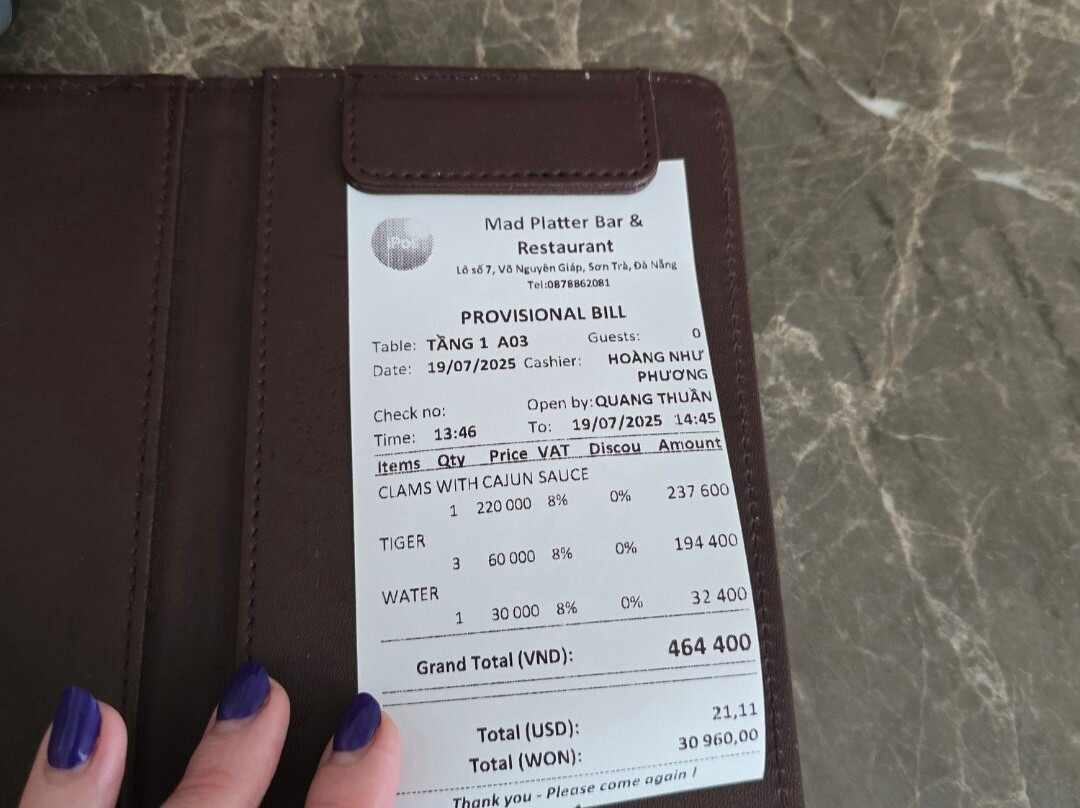 iPos
Mad Platter Bar &
Restaurant
Lô số 7, Võ Nguyên Giáp, Sơn Trà, Đà Nẵng
Tel:0878862081
PROVISIONAL BILL
Table: TẦNG 1 A03 Guests: 0
Date: 19/07/2025 Cashier: HOÀNG NHƯ
PHƯƠNG
Check no: Open by: QUANG THUẦN
Time: 13:46 To: 19/07/2025 14:45
Items Qty Price VAT Discou Amount
CLAMS WITH CAJUN SAUCE
1 220 000 8% 0% 237 600
TIGER
3 60 000 8% 0% 194 400
WATER
1 30 000 8% 0% 32 400
Grand Total (VND): 464 400
Total (USD): 21,11
Total (WON): 30 960,00
Thank you - Please come again !